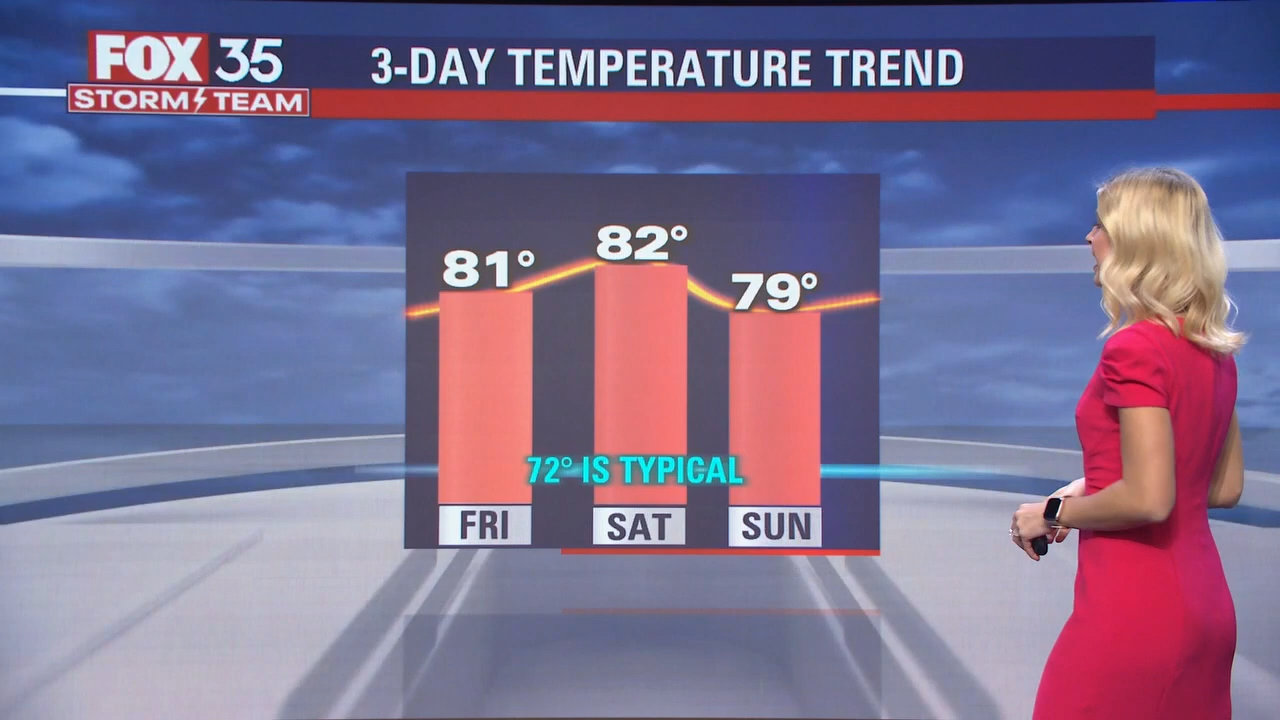 FOX 35
STORM TEAM
3-DAY TEMPERATURE TREND
81°
82°
79°
72° IS TYPICAL
FRI
SAT
SUN